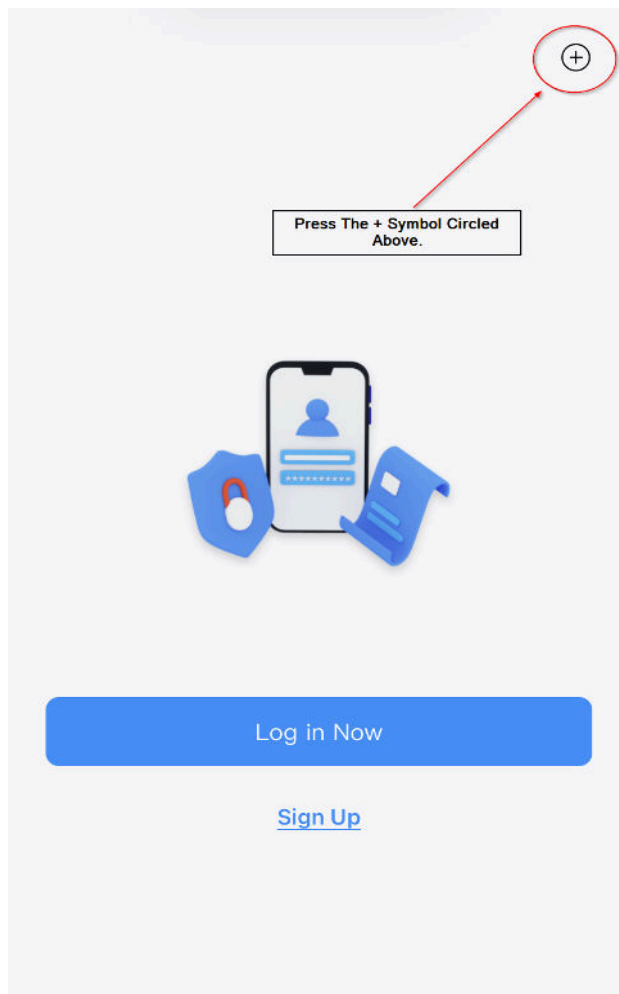 Press The + Symbol Circled
Above.
**********
Log in Now
Sign Up